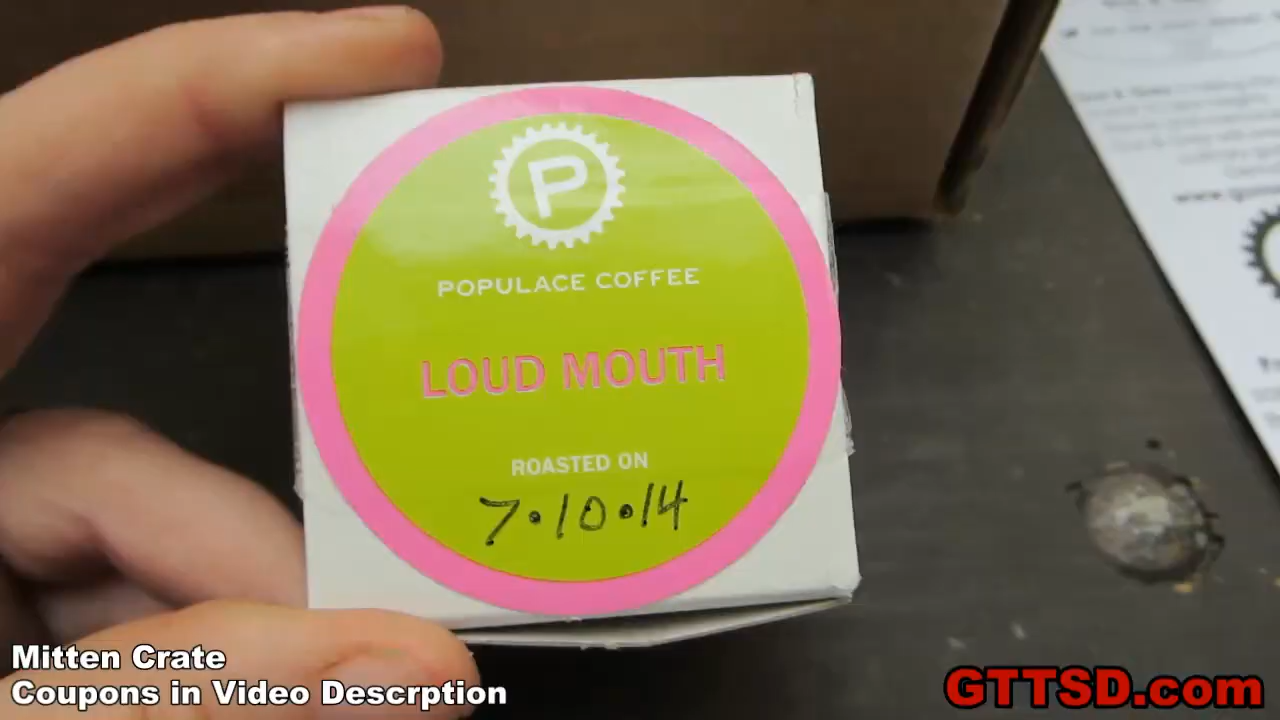 P
POPULACE COFFEE
LOUD MOUTH
ROASTED ON
7•10•14
Mitten Crate
Coupons in Video Descrption
GTTSD.com